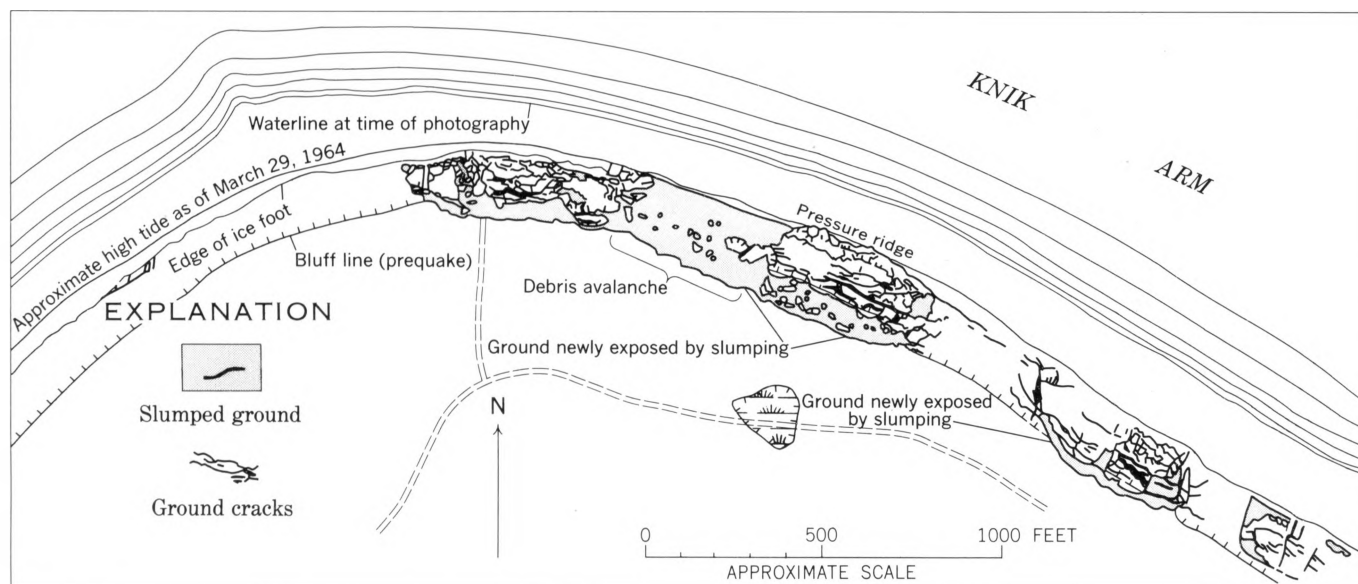 KNIK
ARM
Waterline at time of photography
Approximate high tide as of March 29, 1964
Edge of ice foot
Bluff line (prequake)
Pressure ridge
Debris avalanche
EXPLANATION
Slumped ground
Ground cracks
Ground newly exposed by slumping
N
Ground newly exposed
by slumping
0 500 1000 FEET
APPROXIMATE SCALE